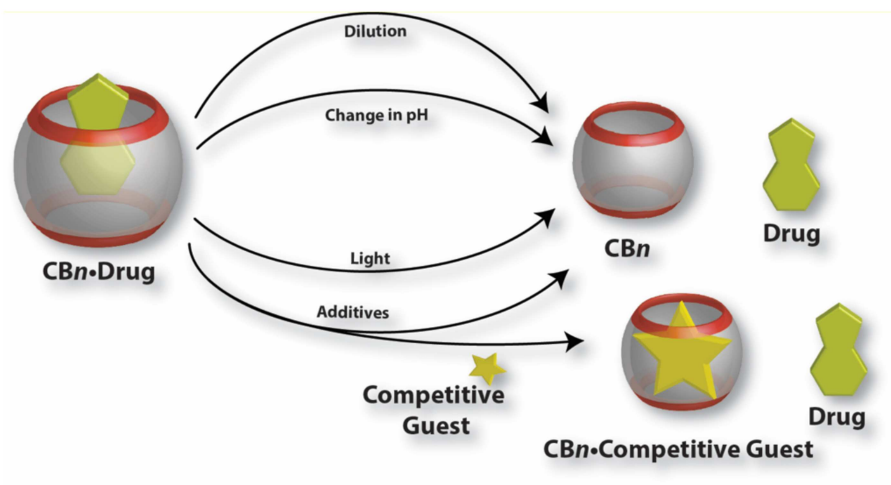 Dilution
Change in pH
CBn•Drug
CBn
Drug
Light
Additives
Competitive
Guest
Drug
CBn•Competitive Guest